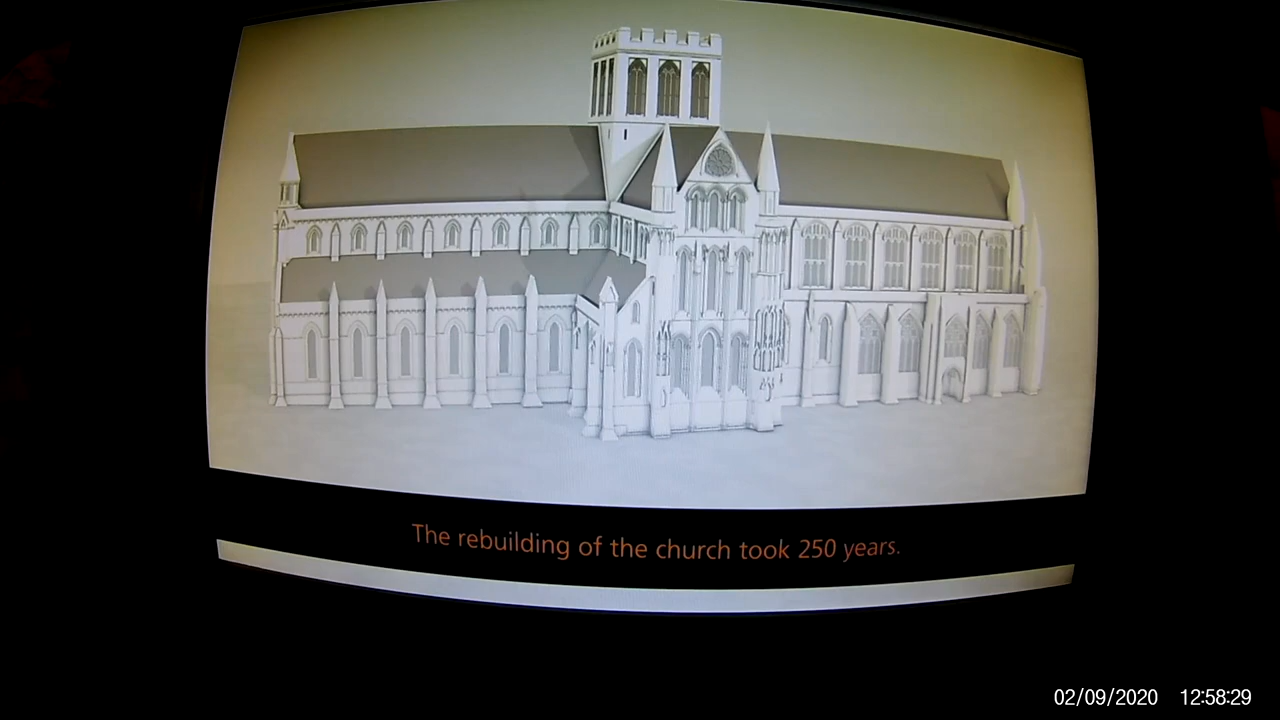 The rebuilding of the church took 250 years.
02/09/2020 12:58:29